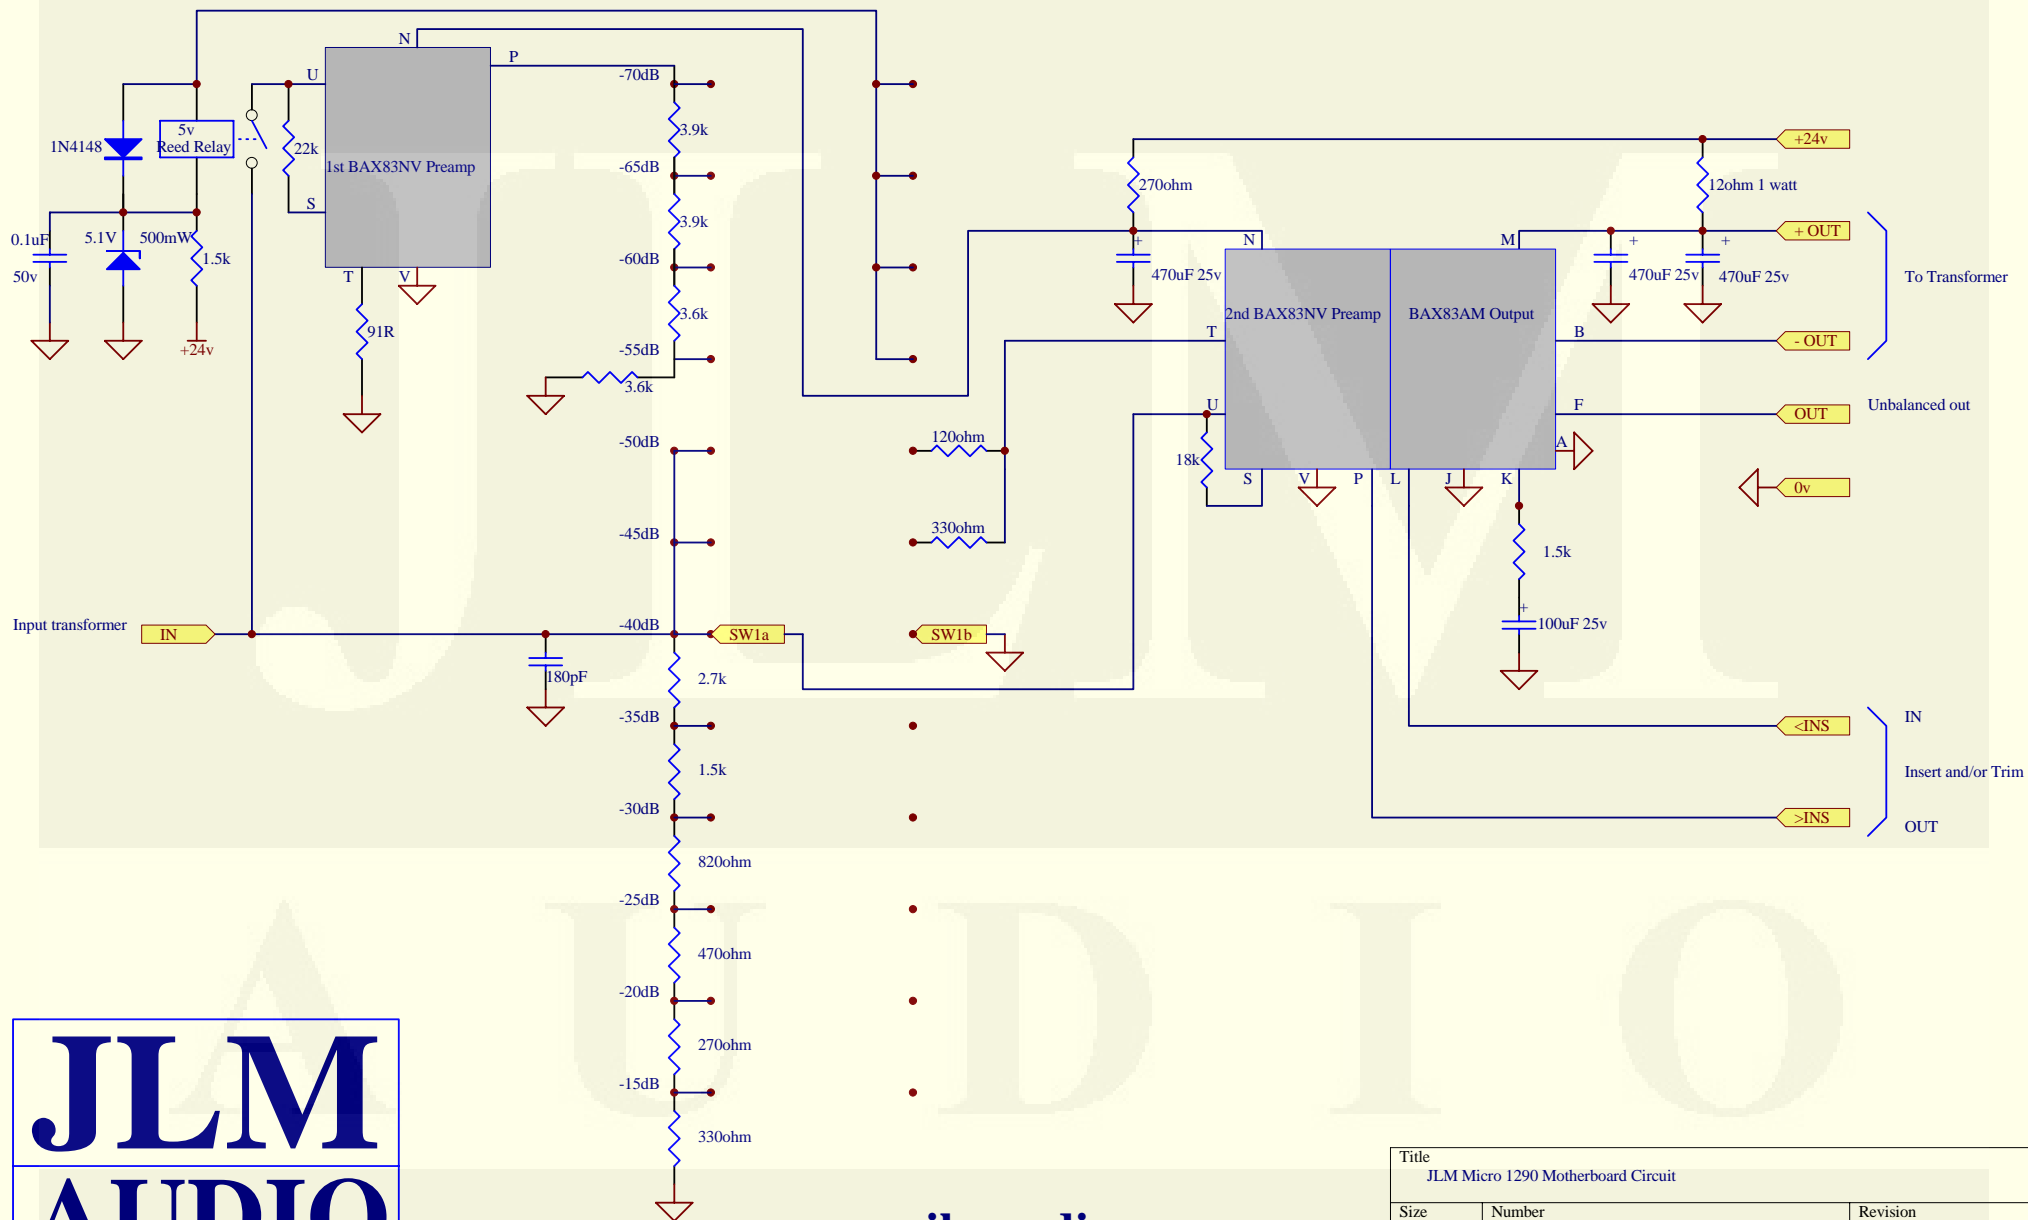 N
P
U
-70dB
1N4148
5v
Reed Relay
22k
3.9k
+24v
1st BAX83NV Preamp
-65dB
270ohm
12ohm 1 watt
S
0.1uF
5.1V
500mW
3.9k
N
M
+
+
+
+ OUT
1.5k
50v
T
V
-60dB
470uF 25v
470uF 25v
470uF 25v
To Transformer
91R
3.6k
2nd BAX83NV Preamp
BAX83AM Output
+24v
-55dB
T
B
- OUT
3.6k
U
F
OUT
Unbalanced out
-50dB
120ohm
18k
A
S
V
P
L
J
K
0v
-45dB
330ohm
1.5k
Input transformer
IN
-40dB
SW1a
SW1b
+
100uF 25v
180pF
2.7k
-35dB
<INS
IN
1.5k
Insert and/or Trim
-30dB
>INS
OUT
820ohm
-25dB
470ohm
-20dB
270ohm
-15dB
330ohm
JLM
AUDIO
JLM
AUDIO
Title
JLM Micro 1290 Motherboard Circuit
Size
Number
Revision